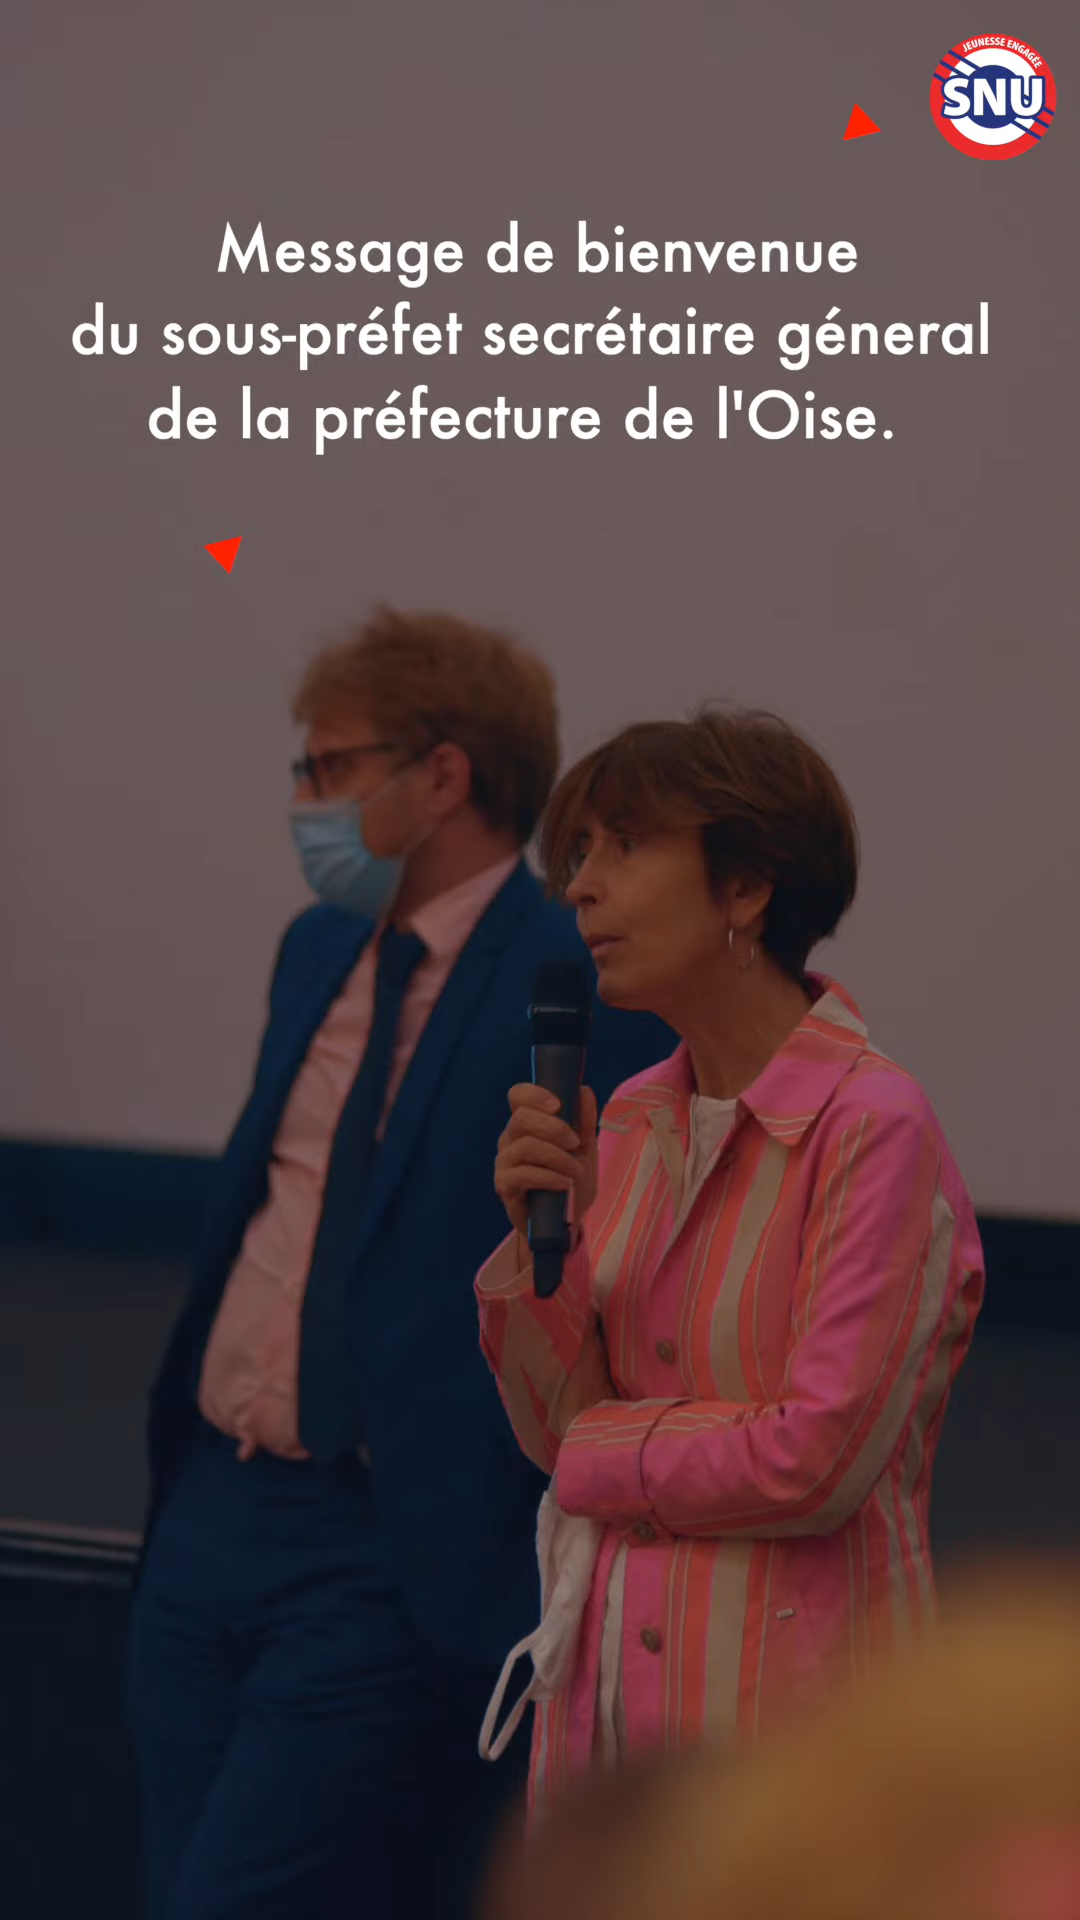 JEUNESSE ENGAGÉE
SNU
Message de bienvenue
du sous-préfet secrétaire géneral
de la préfecture de l'Oise.